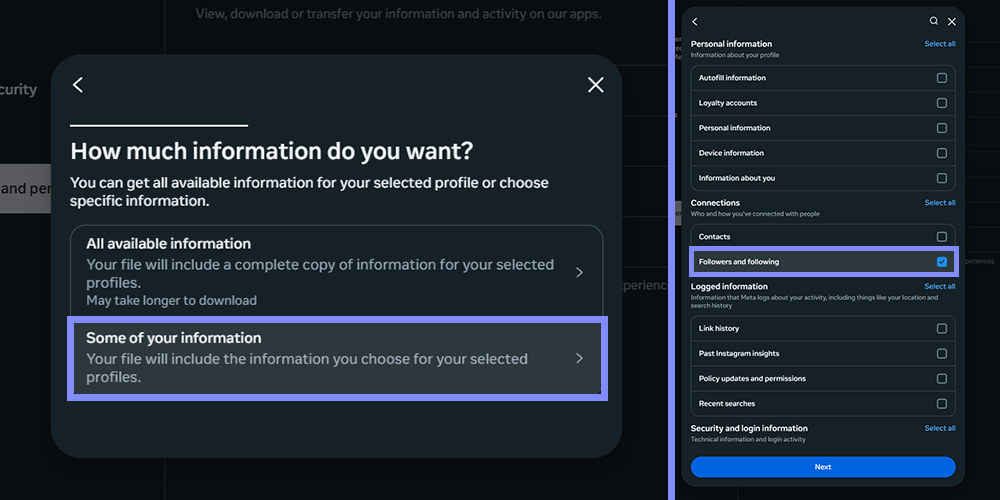 View, download or transfer your information and activity on our apps.
curity
and per
How much information do you want?
You can get all available information for your selected profile or choose
specific information.
All available information
Your file will include a complete copy of information for your selected
profiles.
May take longer to download
Some of your information
Your file will include the information you choose for your selected
profiles.
xperience
Personal information
Select all
Information about your profile
Autofill information
Loyalty accounts
Personal information
Device information
Information about you
Connections
Select all
Who and how you've connected with people
Contacts
Followers and following
periences.
Logged information
Select all
Information that Meta logs about your activity, including things like your location and
search history
Link history
Past Instagram insights
Policy updates and permissions
Recent searches
Security and login information
Select all
Technical information and login activity
Next